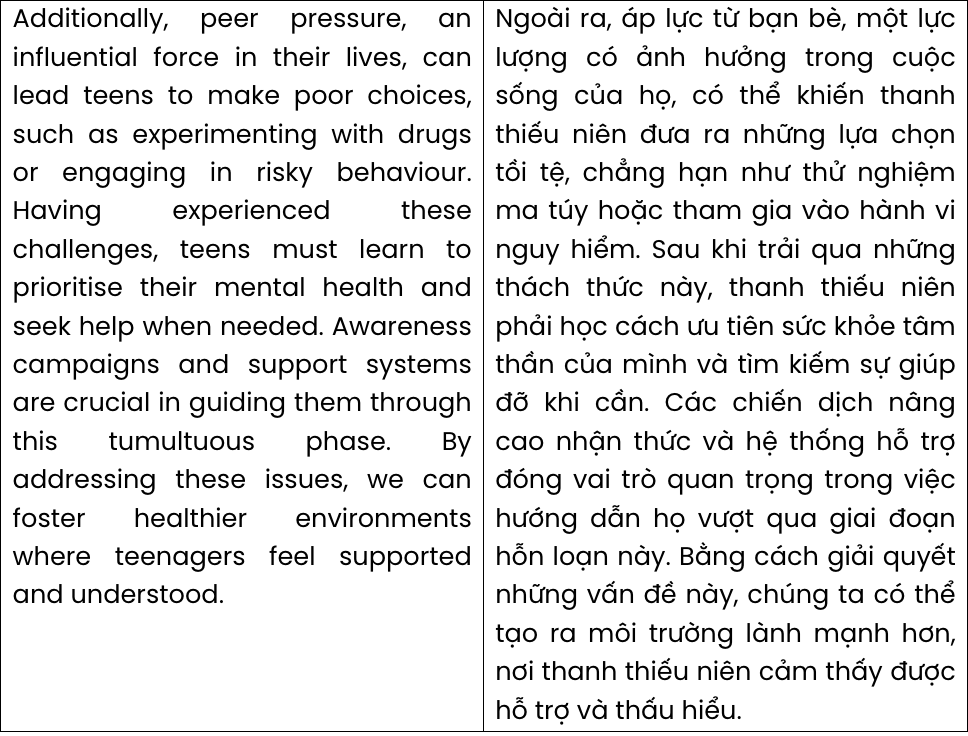 Additionally, peer pressure, an
influential force in their lives, can
lead teens to make poor choices,
such as experimenting with drugs
or engaging in risky behaviour.
Having experienced these
challenges, teens must learn to
prioritise their mental health and
seek help when needed. Awareness
campaigns and support systems
are crucial in guiding them through
this tumultuous phase. By
addressing these issues, we can
foster healthier environments
where teenagers feel supported
and understood.
Ngoài ra, áp lực từ bạn bè, một lực
lượng có ảnh hưởng trong cuộc
sống của họ, có thể khiến thanh
thiếu niên đưa ra những lựa chọn
tồi tệ, chẳng hạn như thử nghiệm
ma túy hoặc tham gia vào hành vi
nguy hiểm. Sau khi trải qua những
thách thức này, thanh thiếu niên
phải học cách ưu tiên sức khỏe tâm
thần của mình và tìm kiếm sự giúp
đỡ khi cần. Các chiến dịch nâng
cao nhận thức và hệ thống hỗ trợ
đóng vai trò quan trọng trong việc
hướng dẫn họ vượt qua giai đoạn
hỗn loạn này. Bằng cách giải quyết
những vấn đề này, chúng ta có thể
tạo ra môi trường lành mạnh hơn,
nơi thanh thiếu niên cảm thấy được
hỗ trợ và thấu hiểu.